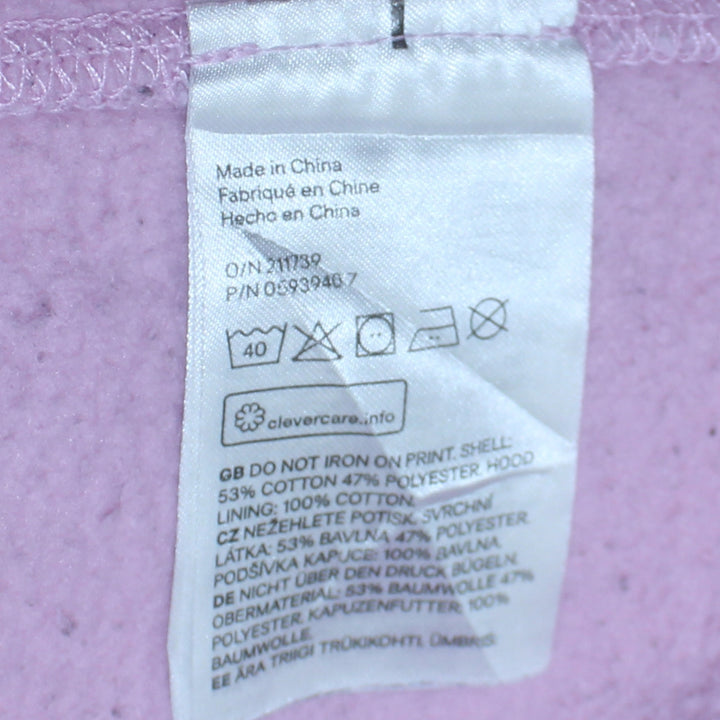 Made in China
Fabriqué en Chine
Hecho en China
O/N 211739
P/N
40
clevercare.info
GB DO NOT IRON ON PRINT. SHELL:
53% COTTON 47% POLYESTER. HOOD
LINING: 100% COTTON.
CZ NEŽEHLETE POTISK. SVRCHNÍ
LÁTKA: 53% BAVLNA 47% POLYESTER.
PODŠÍVKA KAPUCE: 100% BAVLNA.
DE NICHT ÜBER DEN DRUCK BÜGELN.
OBERMATERIAL: 53% BAUMWOLLE 47%
POLYESTER. KAPUZENFUTTER: 100%
BAUMWOLLE.
EE ÄRA TRIIGI TRÜKIKOHTI. ÜMBRIS: